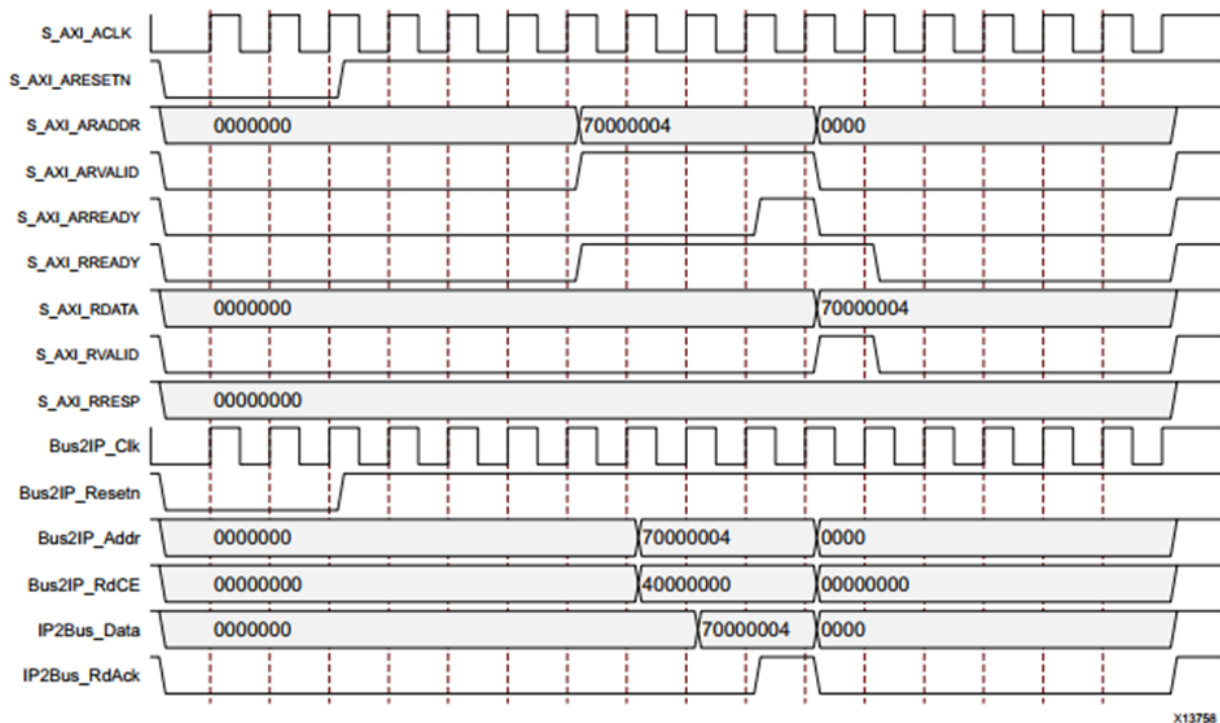 S_AXI_ACLK
S_AXI_ARESETN
S_AXI_ARADDR 0000000 70000004 0000
S_AXI_ARVALID
S_AXI_ARREADY
S_AXI_RREADY
S_AXI_RDATA 0000000 70000004
S_AXI_RVALID
S_AXI_RRESP 00000000
Bus2IP_Clk
Bus2IP_Resetn
Bus2IP_Addr 0000000 70000004 0000
Bus2IP_RdCE 00000000 40000000 00000000
IP2Bus_Data 0000000 70000004 0000
IP2Bus_RdAck
X13758